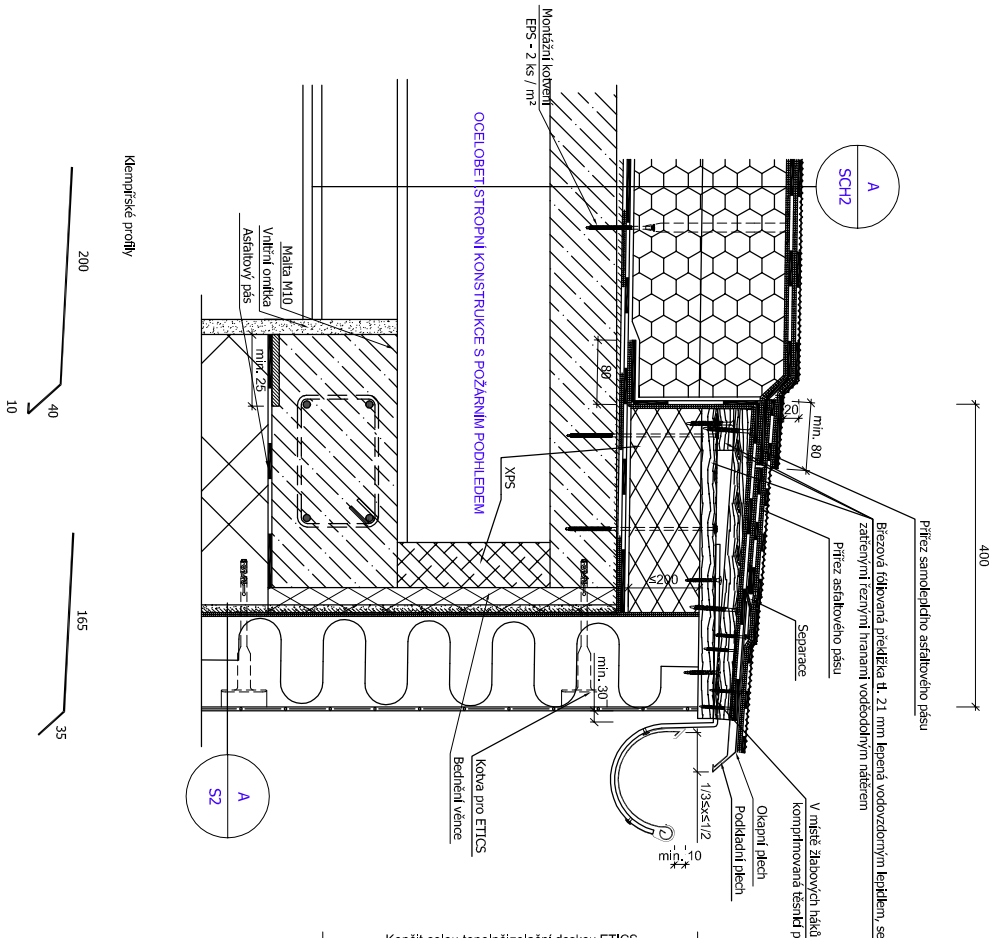 A
SCH2
Montážní kotvení
EPS - 2 ks / m²
OCELOBET.STROPNÍ KONSTRUKCE S POŽÁRNÍM PODHLEDEM
Malta M10
Vnitřní omítka
Asfaltový pás
min. 25
80
XPS
≤200
20
min. 80
400
Přířez samolepícího asfaltového pásu
Březová fóliovaná překližka tl. 21 mm lepená vodovzdorným lepidlem, se
zatřenými řeznými hranami voděodolným nátěrem
Přířez asfaltového pásu
Separace
min. 30
V místě žlabových háků
komprimovaná těsnící p
Okapní plech
Podkladní plech
1/3≤x≤1/2
min. 10
Kotva pro ETICS
Bednění věnce
A
S2
Klempířské profily
200
40
10
165
35